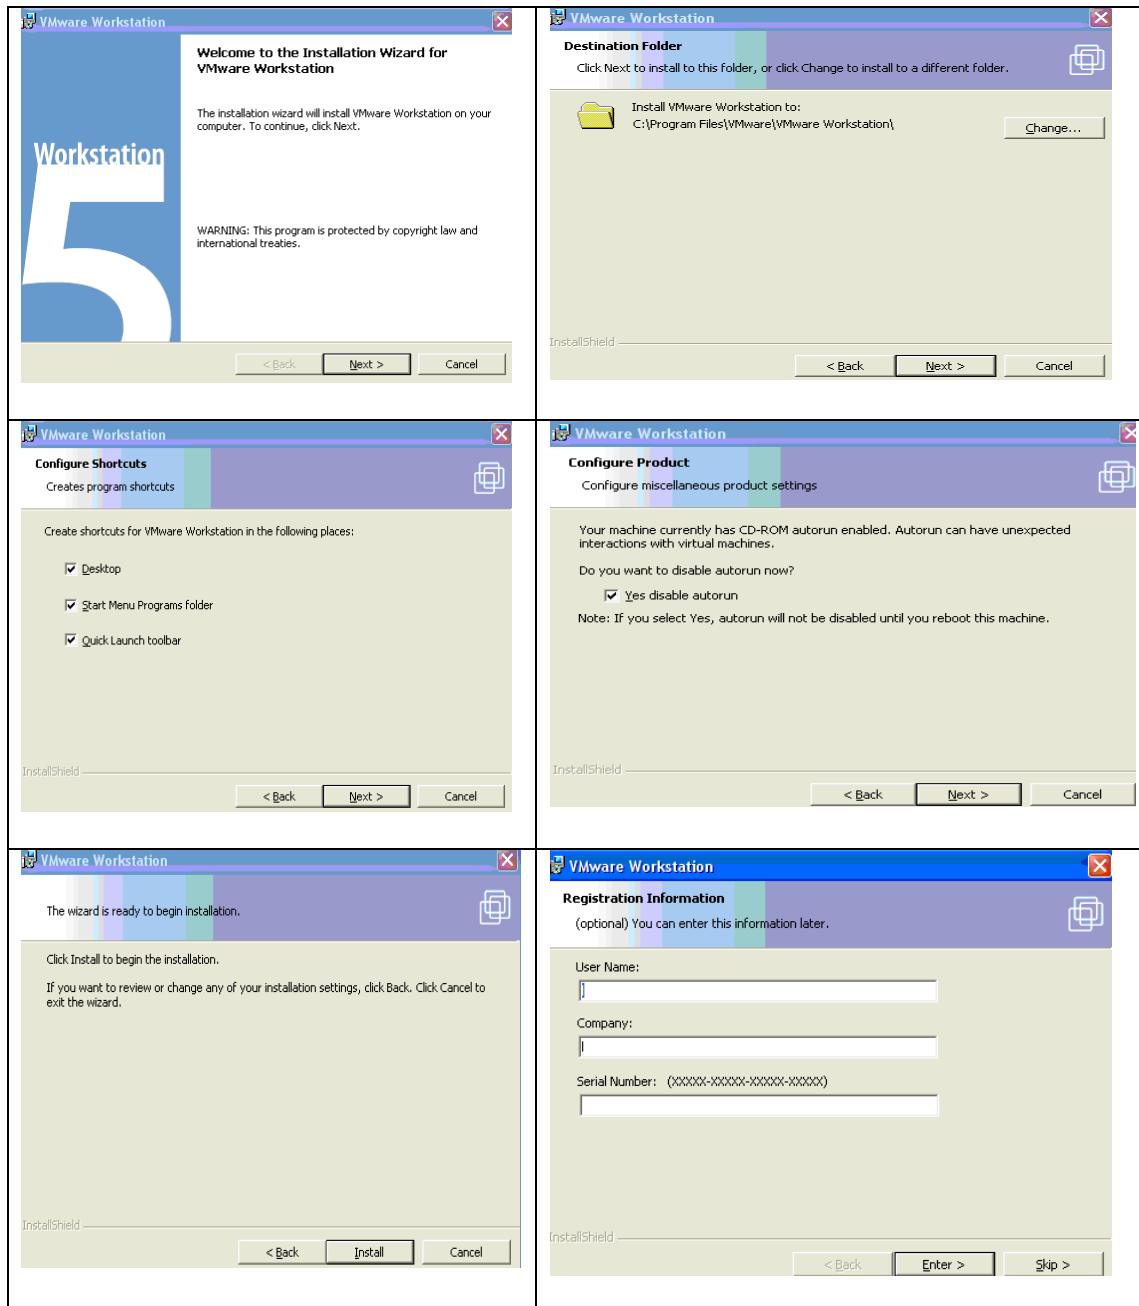 VMware Workstation
Welcome to the Installation Wizard for
VMware Workstation
The installation wizard will install VMware Workstation on your
computer. To continue, click Next.
Workstation
5
WARNING: This program is protected by copyright law and
international treaties.
< Back
Next >
Cancel
VMware Workstation
Destination Folder
Click Next to install to this folder, or click Change to install to a different folder.
Install VMware Workstation to:
C:\Program Files\VMware\VMware Workstation\
Change...
InstallShield
< Back
Next >
Cancel
VMware Workstation
Configure Shortcuts
Creates program shortcuts
Create shortcuts for VMware Workstation in the following places:
Desktop
Start Menu Programs folder
Quick Launch toolbar
InstallShield
< Back
Next >
Cancel
VMware Workstation
Configure Product
Configure miscellaneous product settings
Your machine currently has CD-ROM autorun enabled. Autorun can have unexpected
interactions with virtual machines.
Do you want to disable autorun now?
Yes disable autorun
Note: If you select Yes, autorun will not be disabled until you reboot this machine.
InstallShield
< Back
Next >
Cancel
VMware Workstation
The wizard is ready to begin installation.
Click Install to begin the installation.
If you want to review or change any of your installation settings, click Back. Click Cancel to
exit the wizard.
InstallShield
< Back
Install
Cancel
VMware Workstation
Registration Information
(optional) You can enter this information later.
User Name:
Company:
Serial Number: (XXXXX-XXXXX-XXXXX-XXXXX)
InstallShield
< Back
Enter >
Skip >